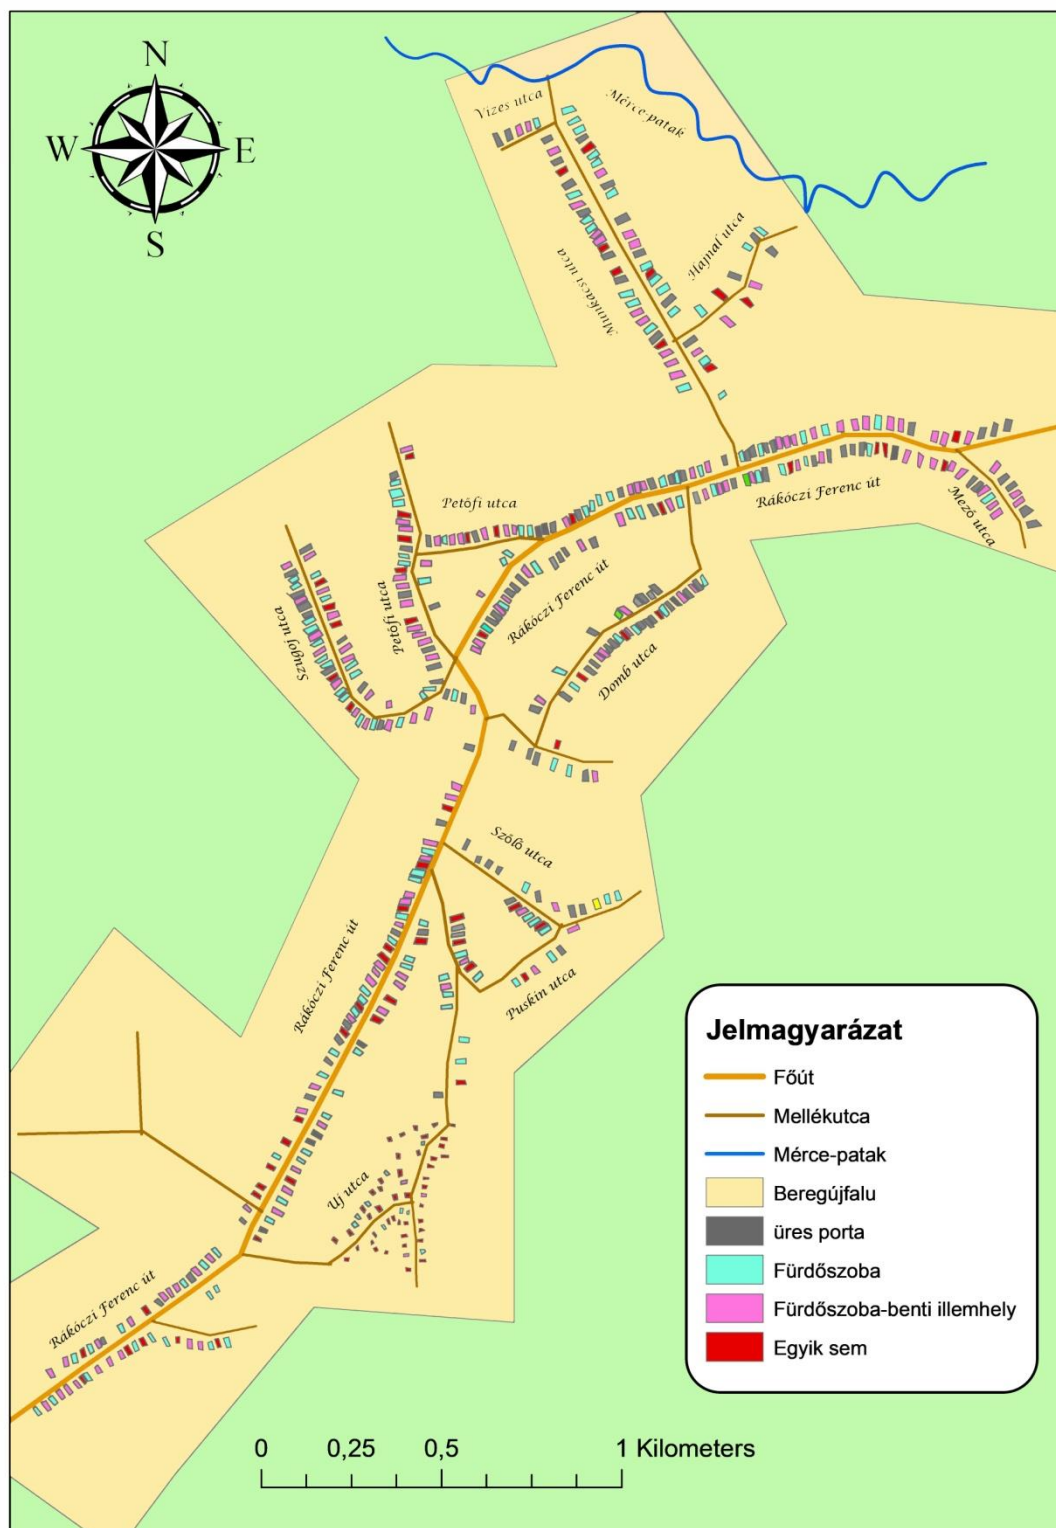 N
W
E
S
Vizes utca
Mérce-patak
Hajnal utca
Munkácsi utca
Petőfi utca
Rákóczi Ferenc út
Mező utca
Petőfi utca
Rákóczi Ferenc út
Szugoj utca
Domb utca
Szőlő utca
Rákóczi Ferenc út
Puskin utca
Uj utca
Rákóczi Ferenc út
Jelmagyarázat
Főút
Mellékutca
Mérce-patak
Beregújfalu
üres porta
Fürdőszoba
Fürdőszoba-benti illemhely
Egyik sem
0 0,25 0,5 1 Kilometers